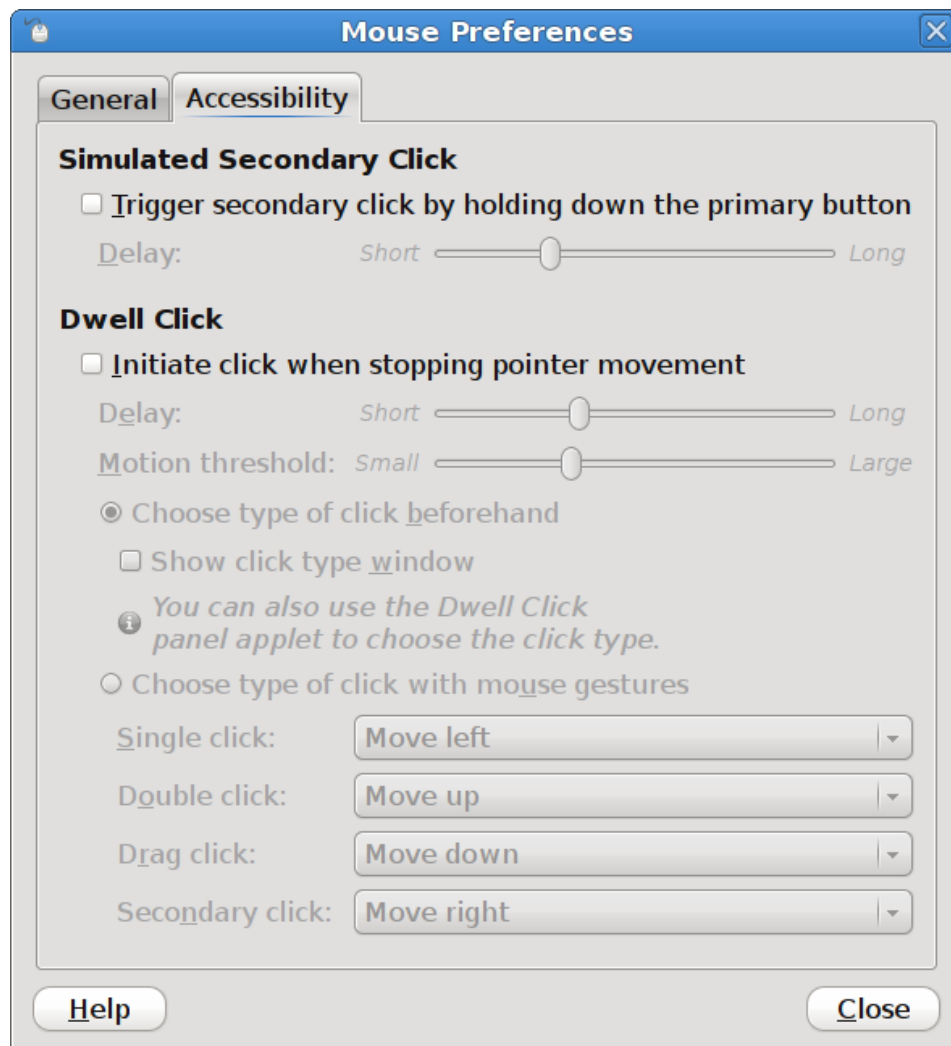 Mouse Preferences
General Accessibility
Simulated Secondary Click
Trigger secondary click by holding down the primary button
Delay: Short Long
Dwell Click
Initiate click when stopping pointer movement
Delay: Short Long
Motion threshold: Small Large
Choose type of click beforehand
Show click type window
You can also use the Dwell Click
panel applet to choose the click type.
Choose type of click with mouse gestures
Single click: Move left
Double click: Move up
Drag click: Move down
Secondary click: Move right
Help Close